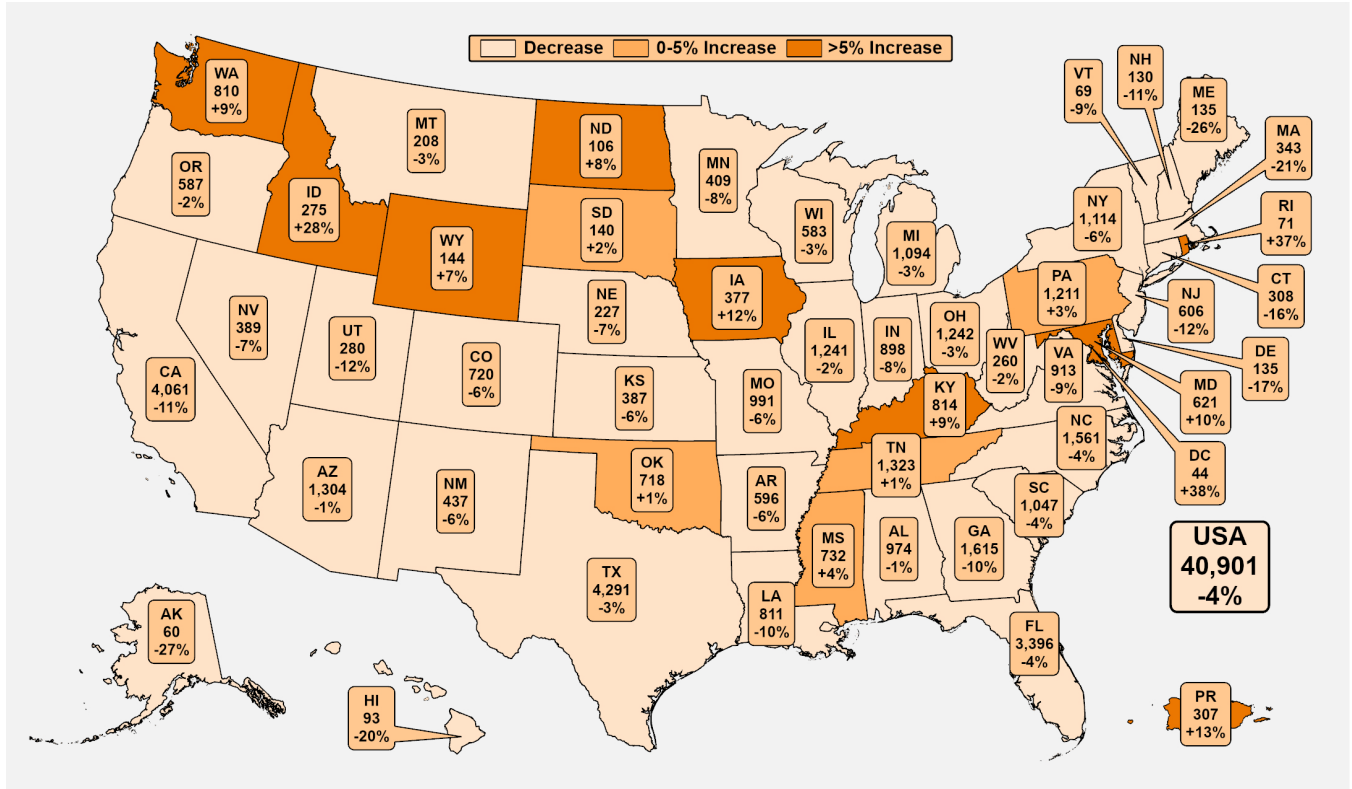 Decrease
0-5% Increase
>5% Increase
WA
810
+9%
OR
587
-2%
CA
4,061
-11%
ID
275
+28%
NV
389
-7%
MT
208
-3%
WY
144
+7%
UT
280
-12%
AZ
1,304
-1%
CO
720
-6%
NM
437
-6%
ND
106
+8%
SD
140
+2%
NE
227
-7%
KS
387
-6%
OK
718
+1%
TX
4,291
-3%
MN
409
-8%
IA
377
+12%
MO
991
-6%
AR
596
-6%
LA
811
-10%
WI
583
-3%
IL
1,241
-2%
MI
1,094
-3%
IN
898
-8%
OH
1,242
-3%
KY
814
+9%
TN
1,323
+1%
MS
732
+4%
AL
974
-1%
GA
1,615
-10%
FL
3,396
-4%
SC
1,047
-4%
NC
1,561
-4%
VA
913
-9%
WV
260
-2%
PA
1,211
+3%
NY
1,114
-6%
VT
69
-9%
NH
130
-11%
ME
135
-26%
MA
343
-21%
RI
71
+37%
CT
308
-16%
NJ
606
-12%
DE
135
-17%
MD
621
+10%
DC
44
+38%
USA
40,901
-4%
AK
60
-27%
HI
93
-20%
PR
307
+13%